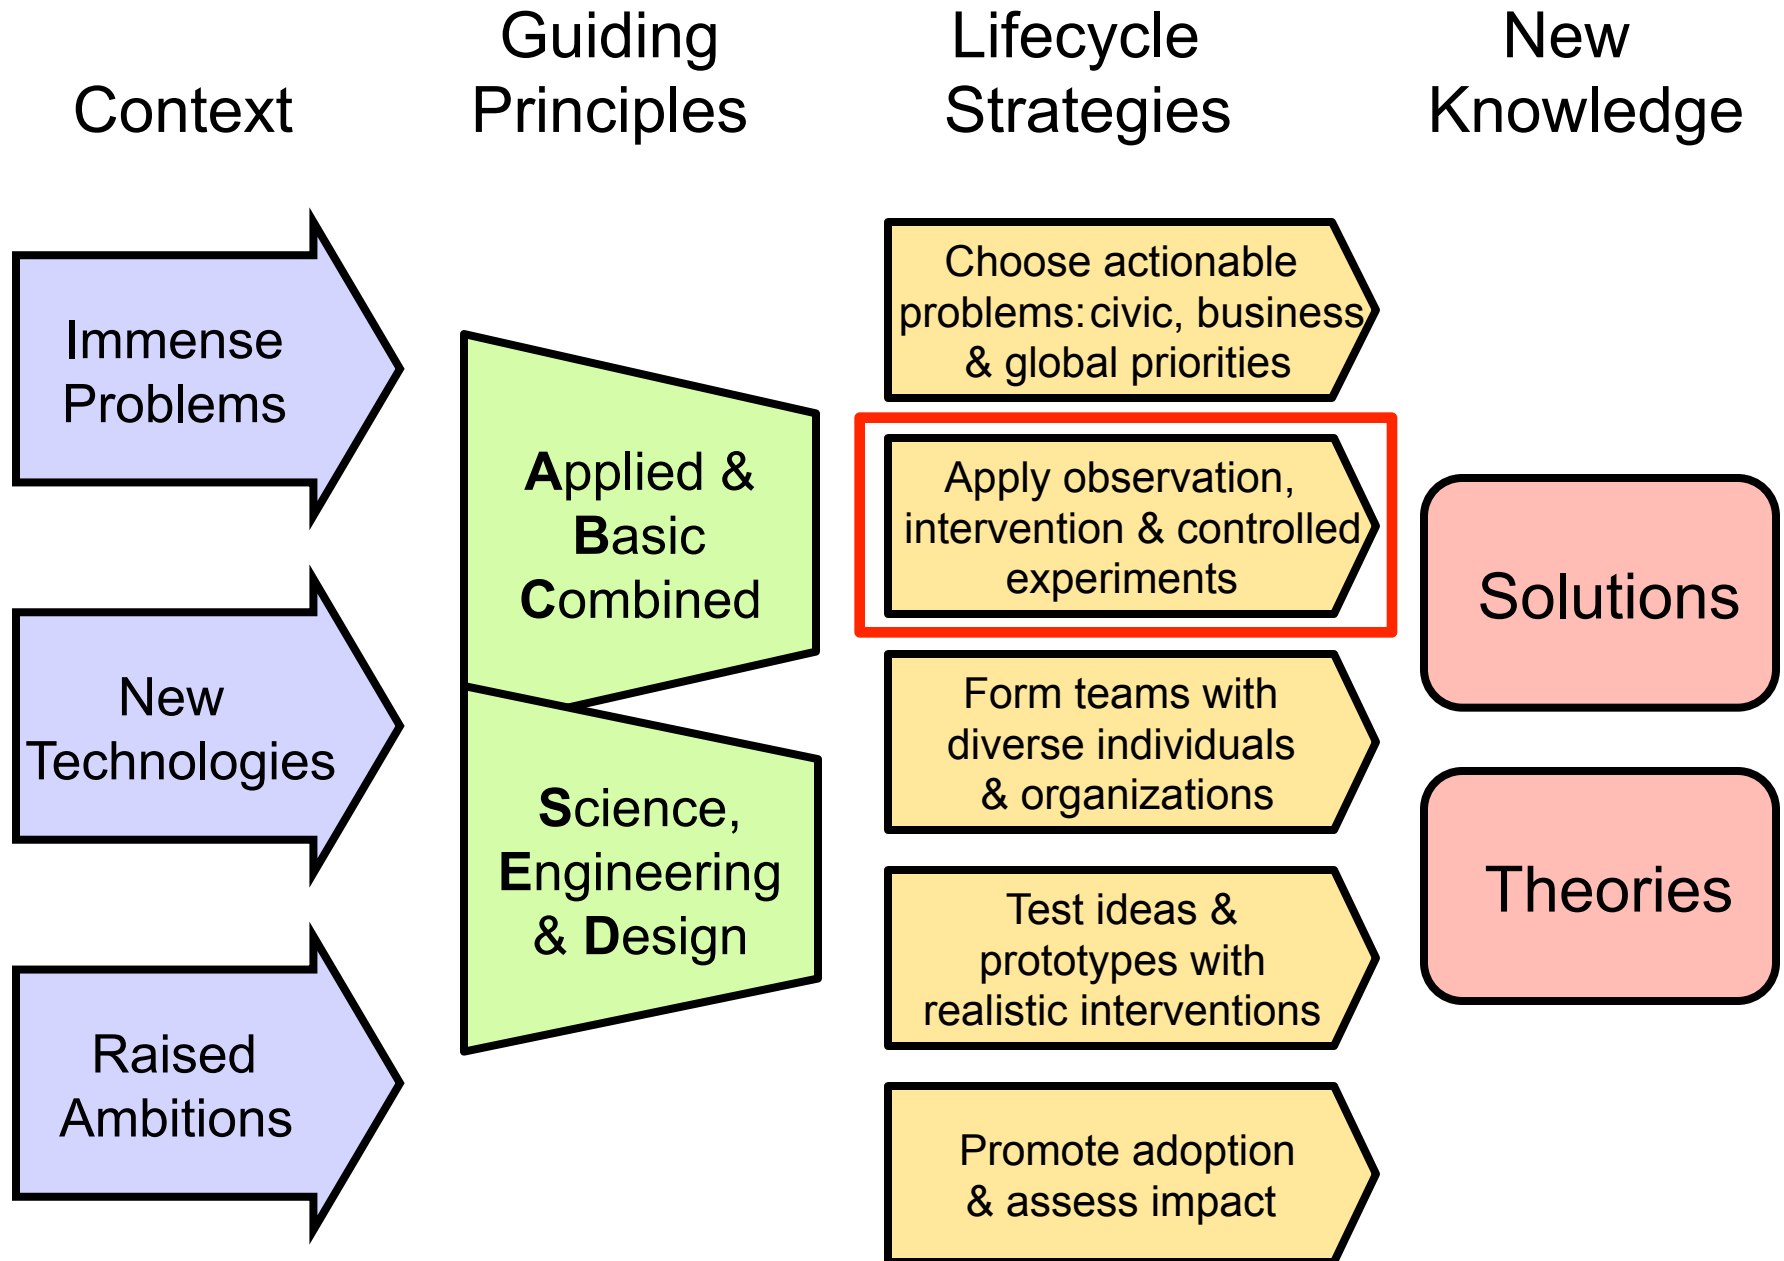 Context
Guiding
Principles
Lifecycle
Strategies
New
Knowledge
Immense
Problems
New
Technologies
Raised
Ambitions
Applied &
Basic
Combined
Science,
Engineering
& Design
Choose actionable
problems: civic, business
& global priorities
Apply observation,
intervention & controlled
experiments
Form teams with
diverse individuals
& organizations
Test ideas &
prototypes with
realistic interventions
Promote adoption
& assess impact
Solutions
Theories